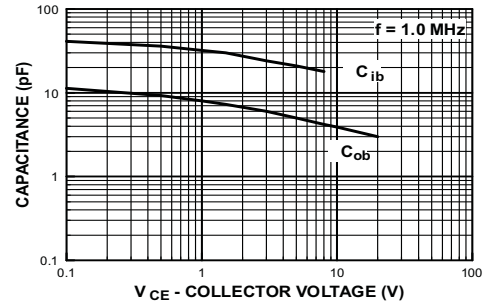 100
f = 1.0 MHz
C ib
10
C ob
1
0.1
CAPACITANCE (pF)
0.1 1 10 100
V CE - COLLECTOR VOLTAGE (V)